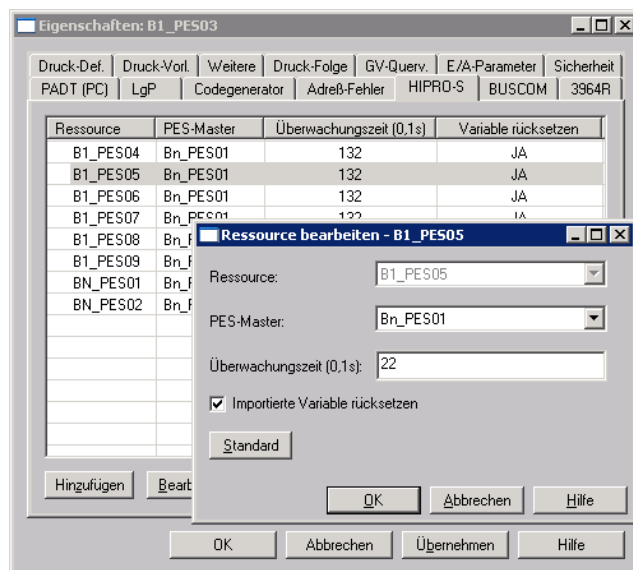 Eigenschaften: B1_PES03
Druck-Def. Druck-Vorl. Weitere Druck-Folge GV-Querv. E/A-Parameter Sicherheit
PADT (PC) LgP Codegenerator Adreß-Fehler HIPRO-S BUSCOM 3964R
Ressource PES-Master Überwachungszeit (0,1s) Variable rücksetzen
B1_PES04 Bn_PES01 132 JA
B1_PES05 Bn_PES01 132 JA
B1_PES06 Bn_PES01 132 JA
B1_PES07 Bn_PES01 132 JA
B1_PES08
B1_PES09
BN_PES01
BN_PES02
Ressource bearbeiten - B1_PES05
Ressource: B1_PES05
PES-Master: Bn_PES01
Überwachungszeit (0,1s): 22
Importierte Variable rücksetzen
Standard
OK Abbrechen Hilfe
Hinzufügen
OK Abbrechen Übernehmen Hilfe